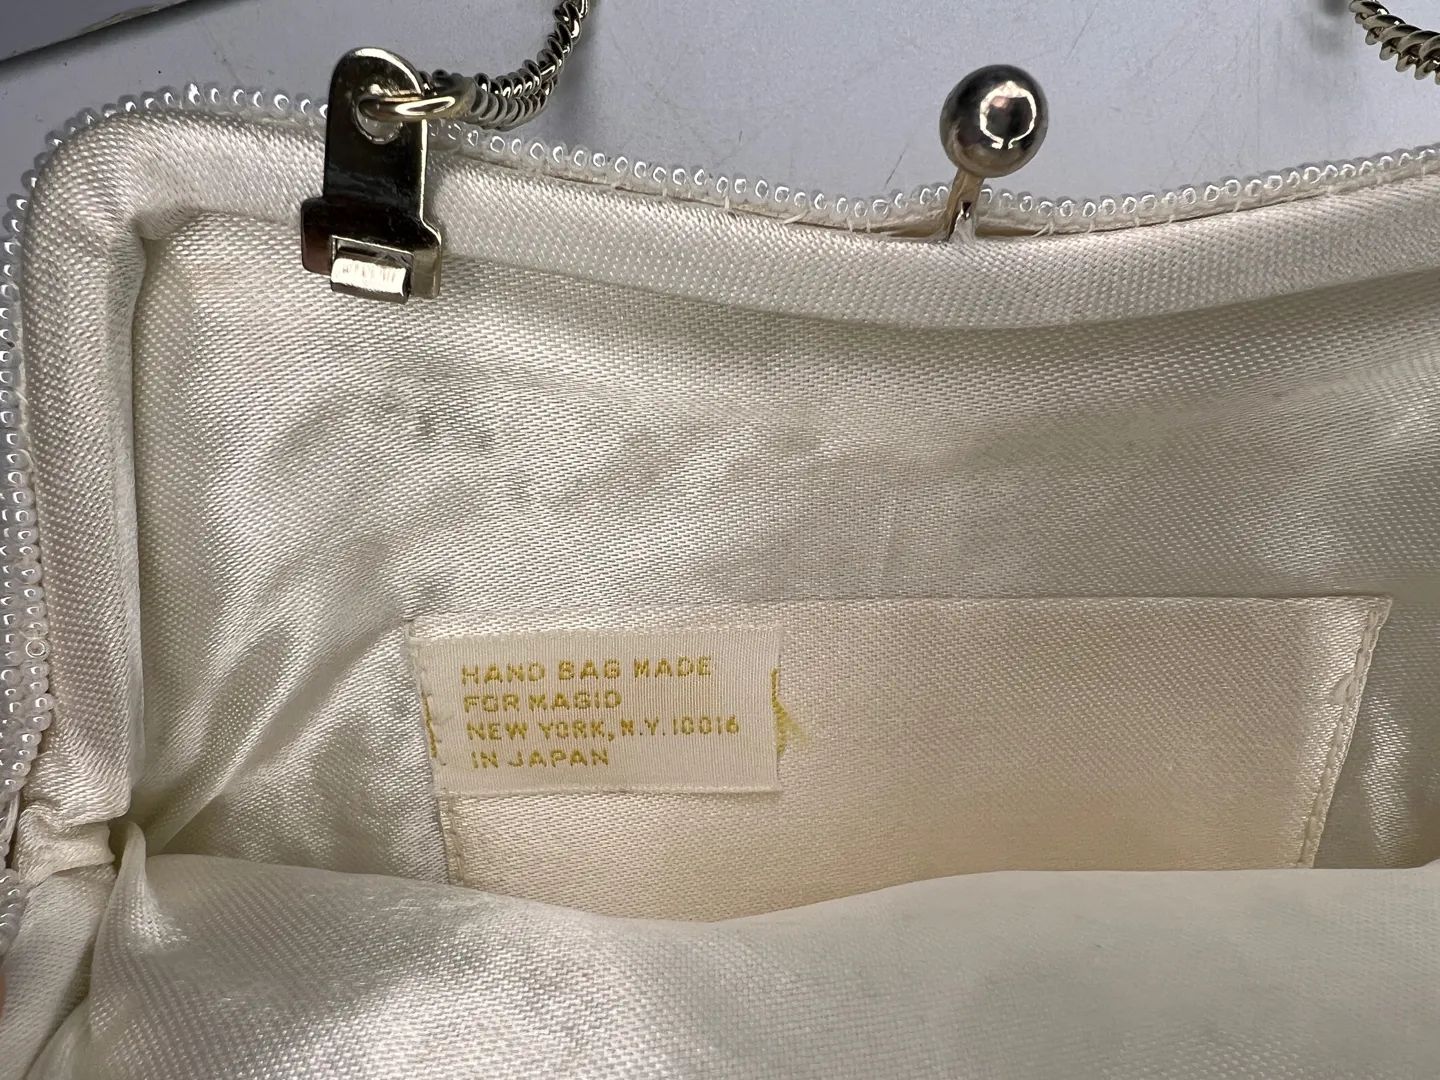 HAND BAG MADE
FOR MAGID
NEW YORK, N.Y. 10016
IN JAPAN